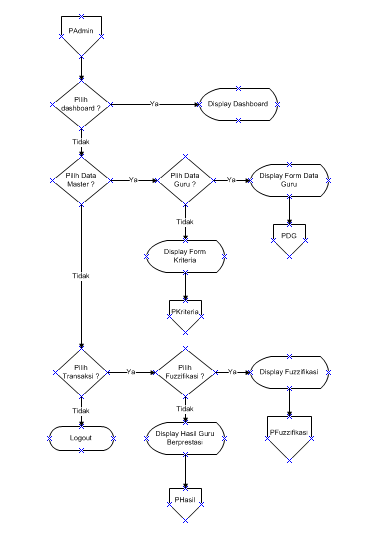 PAdmin
Pilih
dashboard ?
Ya
Display Dashboard
Tidak
Pilih Data
Master ?
Ya
Pilh Data
Guru ?
Ya
Display Form Data
Guru
Tidak
PDG
Display Form
Kriteria
Tidak
PKriteria
Pilih
Transaksi ?
Ya
Pilih
Fuzzifikasi ?
Ya
Display Fuzzifikasi
Tidak
Tidak
Logout
Display Hasil Guru
Berprestasi
PFuzzifikasi
PHasil